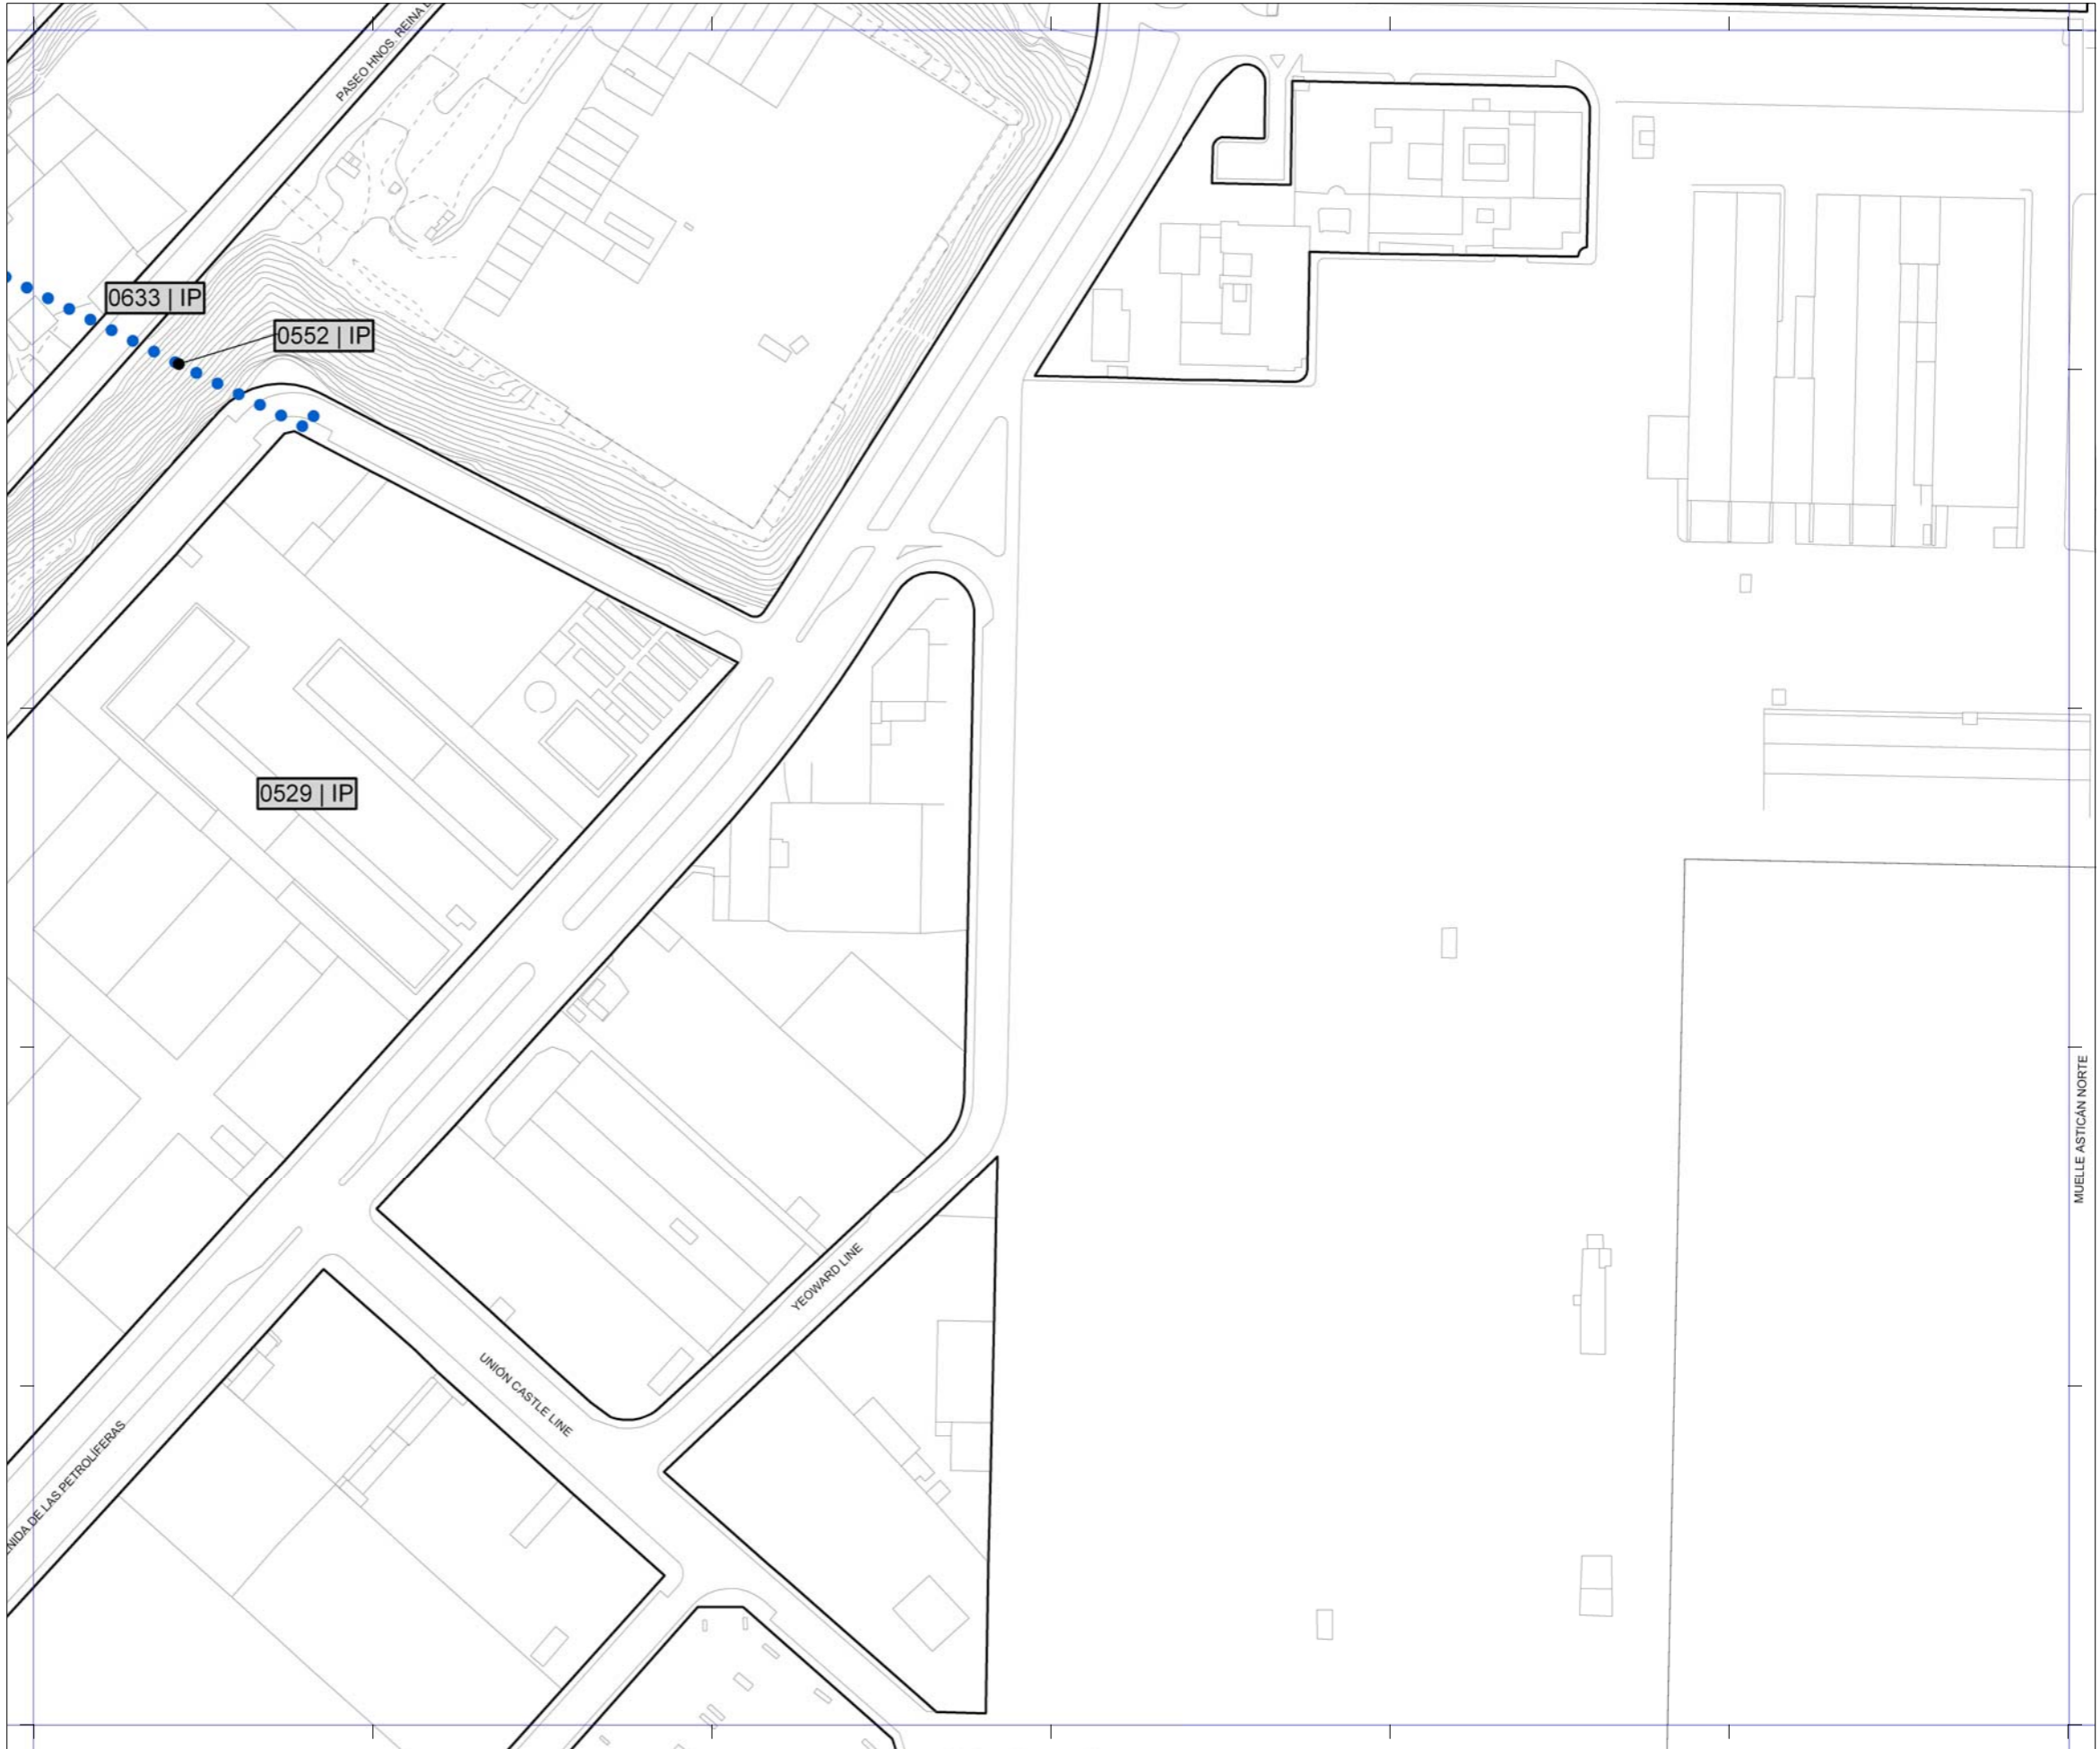 PASEO HNOS. REINA
0633 | IP
0552 | IP
0529 | IP
MUELLE ASTICÁN NORTE
YEOWARD LINE
UNIÓN CASTLE LINE
NIDA DE LAS PETROLÍFERAS